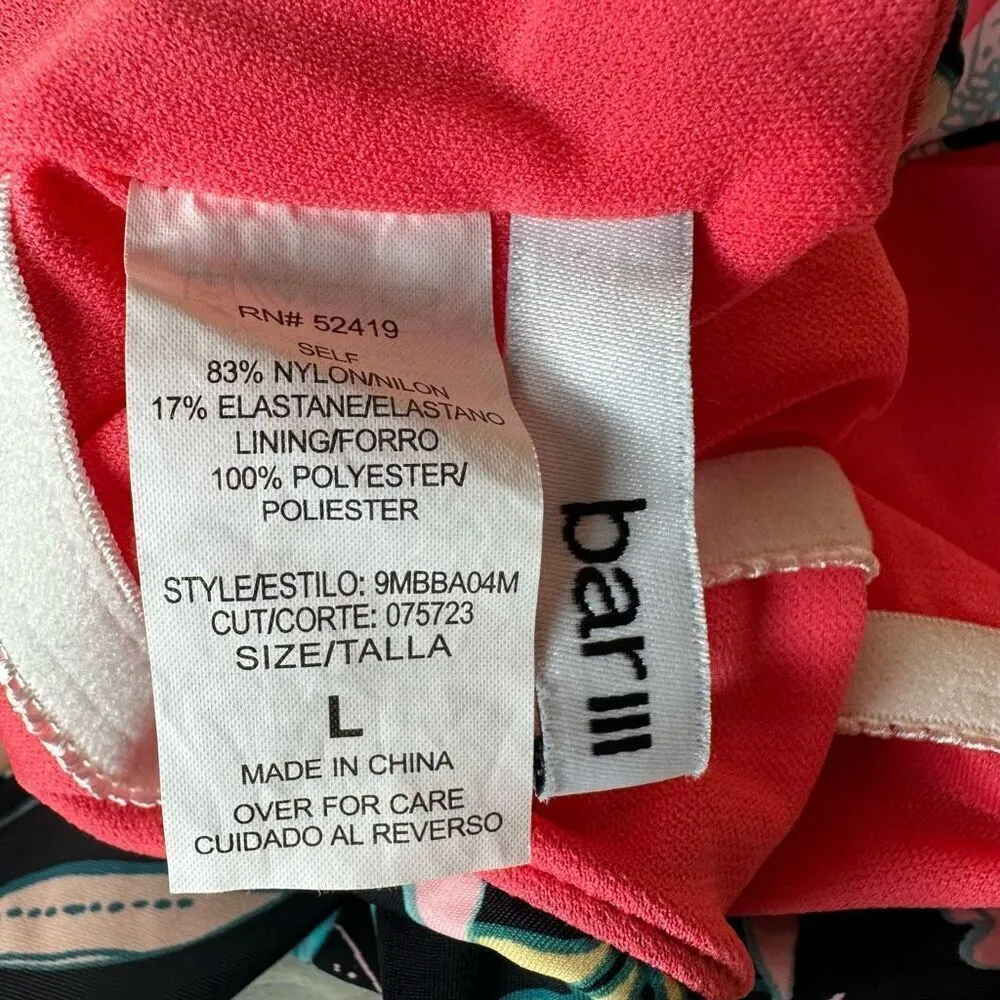 RN# 52419
SELF
83% NYLON/NILON
17% ELASTANE/ELASTANO
LINING/FORRO
100% POLYESTER/
POLIESTER
STYLE/ESTILO: 9MBBA04M
CUT/CORTE: 075723
SIZE/TALLA
L
MADE IN CHINA
OVER FOR CARE
CUIDADO AL REVERSO
bar III